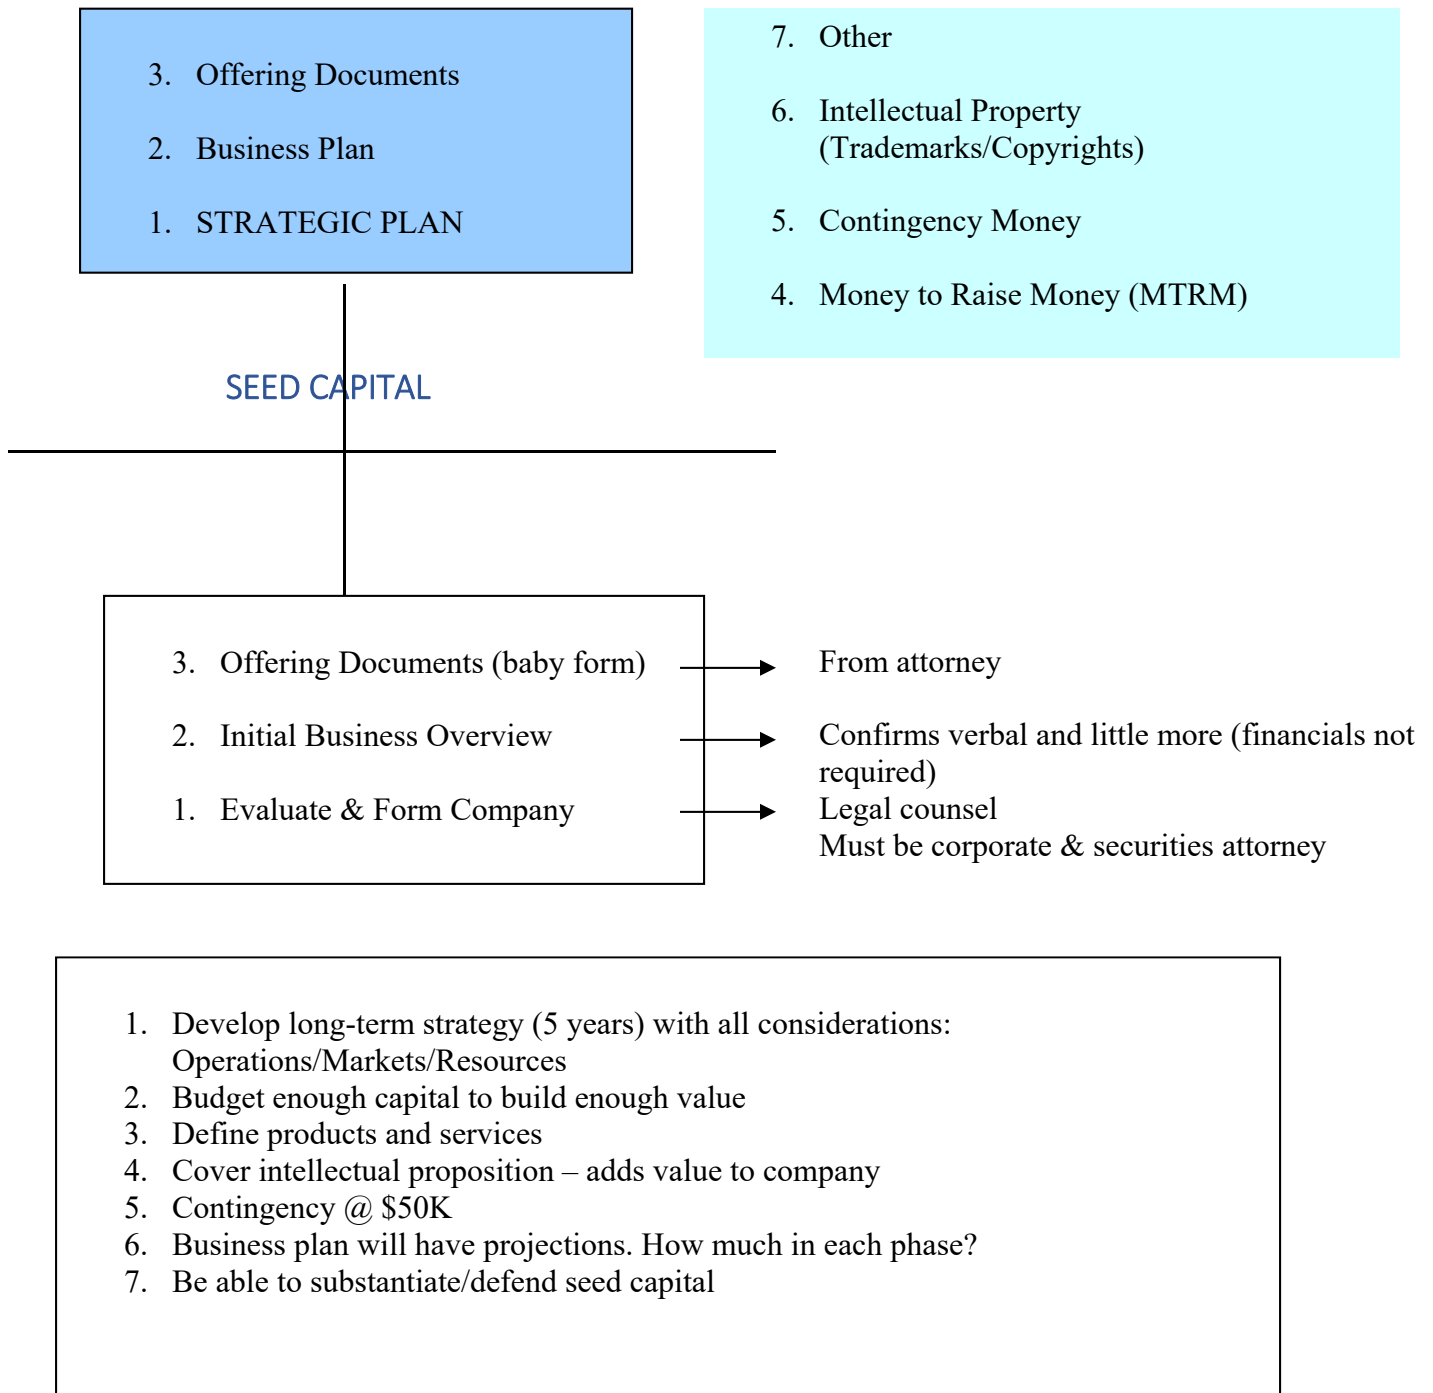 3. Offering Documents
2. Business Plan
1. STRATEGIC PLAN
7. Other
6. Intellectual Property
(Trademarks/Copyrights)
5. Contingency Money
4. Money to Raise Money (MTRM)
SEED CAPITAL
3. Offering Documents (baby form)
From attorney
2. Initial Business Overview
Confirms verbal and little more (financials not
required)
1. Evaluate & Form Company
Legal counsel
Must be corporate & securities attorney
1. Develop long-term strategy (5 years) with all considerations:
Operations/Markets/Resources
2. Budget enough capital to build enough value
3. Define products and services
4. Cover intellectual proposition – adds value to company
5. Contingency @ $50K
6. Business plan will have projections. How much in each phase?
7. Be able to substantiate/defend seed capital